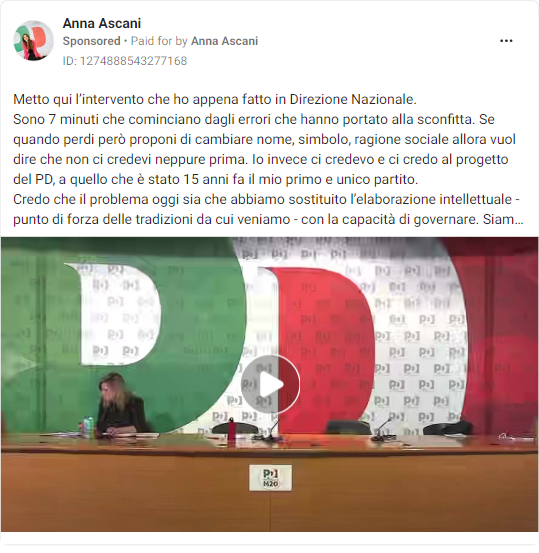 Anna Ascani
Sponsored • Paid for by Anna Ascani
ID: 1274888543277168
Metto qui l’intervento che ho appena fatto in Direzione Nazionale.
Sono 7 minuti che cominciano dagli errori che hanno portato alla sconfitta. Se
quando perdi però proponi di cambiare nome, simbolo, ragione sociale allora vuol
dire che non ci credevi neppure prima. Io invece ci credevo e ci credo al progetto
del PD, a quello che è stato 15 anni fa il mio primo e unico partito.
Credo che il problema oggi sia che abbiamo sostituito l’elaborazione intellettuale -
punto di forza delle tradizioni da cui veniamo - con la capacità di governare. Siam...
PD
PD